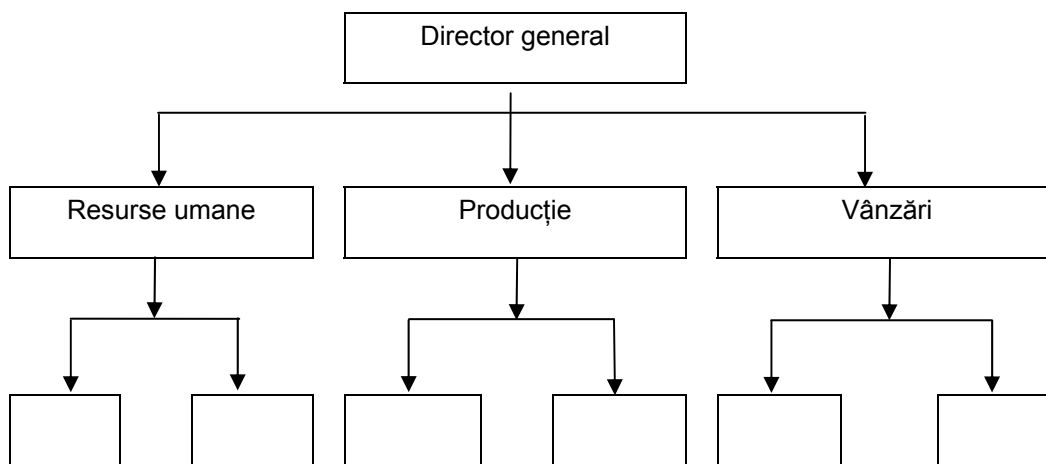 Director general
Resurse umane
Producție
Vânzări